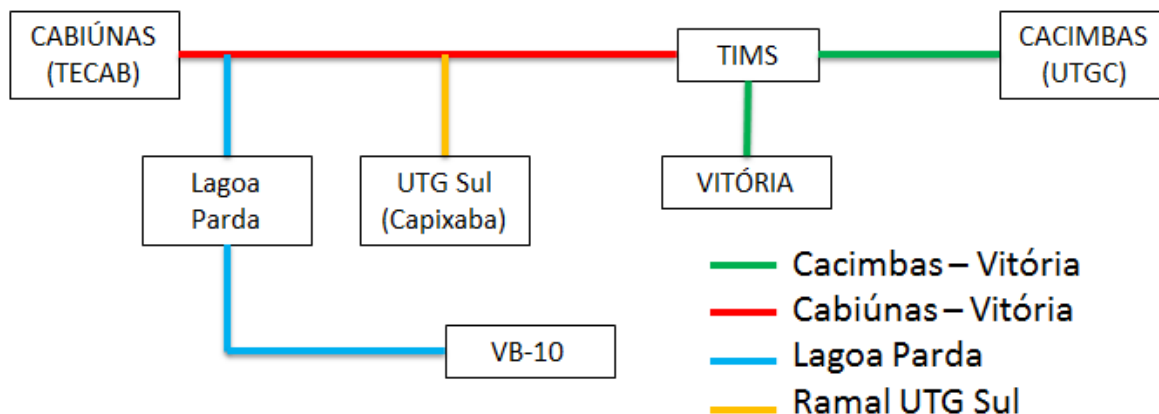 CABIÚNAS
(TECAB)
TIMS
CACIMBAS
(UTGC)
Lagoa
Parda
UTG Sul
(Capixaba)
VITÓRIA
VB-10
Cacimbas – Vitória
Cabiúnas – Vitória
Lagoa Parda
Ramal UTG Sul